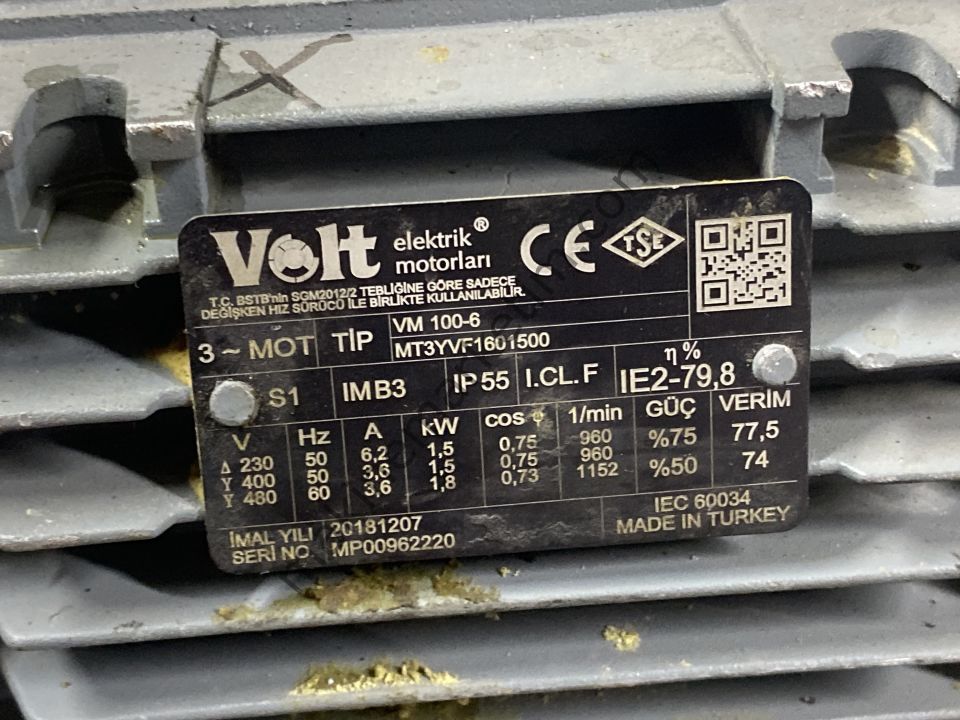 Volt elektrik® motorları
CE TSE
T.C. BSTB'nin SGM2012/2 TEBLİĞİNE GÖRE SADECE
DEĞİŞKEN HIZ SÜRÜCÜ İLE BİRLİKTE KULLANILABİLİR.
3 ~ MOT TİP VM 100-6
MT3YVF1601500
S1 IM B3 IP 55 I.CL. F η % IE2-79,8
V Hz A kW cos φ 1/min GÜÇ VERİM
Δ 230 50 6,2 1,5 0,75 960 %75 77,5
Y 400 50 3,6 1,5 0,75 960 %50 74
Y 480 60 3,6 1,8 0,73 1152
İMAL YILI 20181207
SERİ NO. MP00962220
IEC 60034
MADE IN TURKEY
X